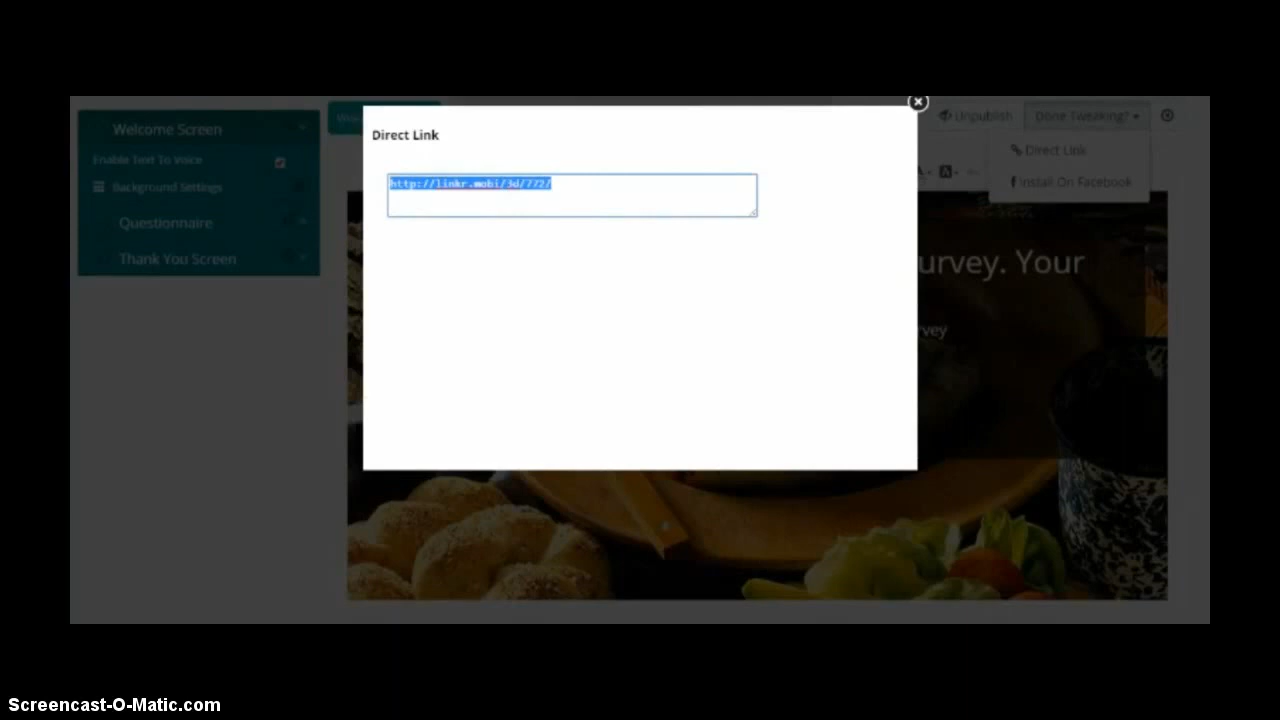 Welcome Screen
Enable Text To Voice
Background Settings
Questionnaire
Thank You Screen
Direct Link
http://linkr.mobi/3d/772/
Unpublish
Done Tweaking?
Direct Link
Install On Facebook
urvey. Your
rvey
Screencast-O-Matic.com